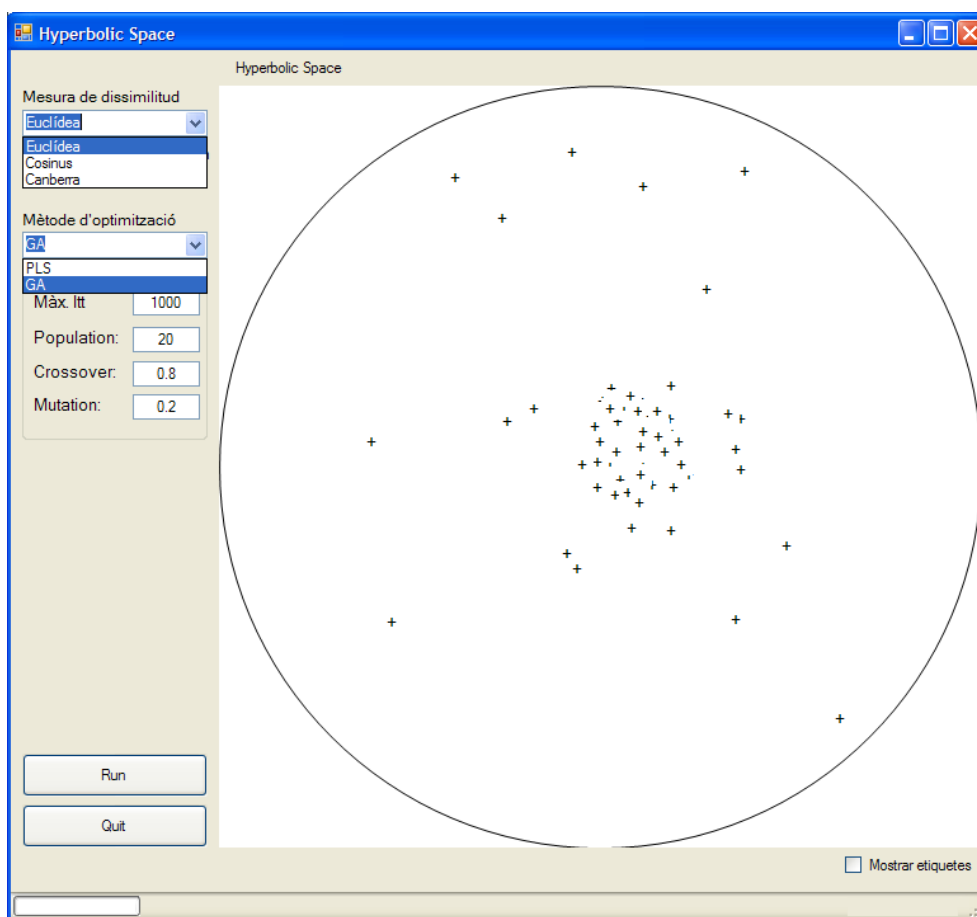 Hyperbolic Space
Hyperbolic Space
Mesura de dissimilitud
Euclídea
Euclídea
Cosinus
Canberra
Mètode d'optimització
GA
PLS
GA
Màx. Itt 1000
Population: 20
Crossover: 0.8
Mutation: 0.2
Run
Quit
Mostrar etiquetes